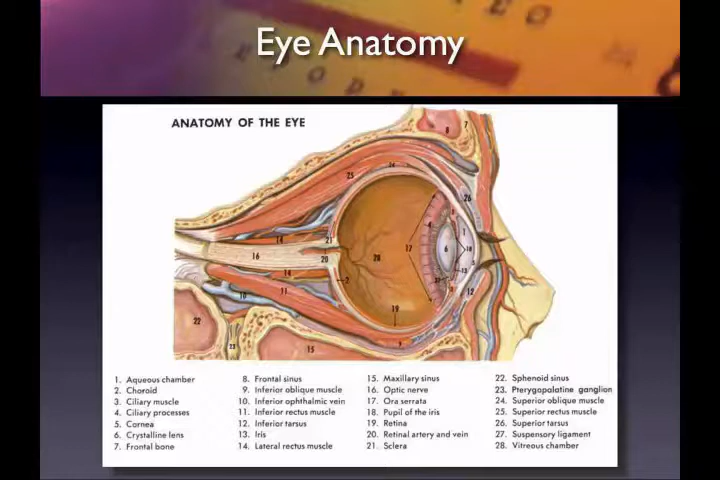 Eye Anatomy
ANATOMY OF THE EYE
1. Aqueous chamber
2. Choroid
3. Ciliary muscle
4. Ciliary processes
5. Cornea
6. Crystalline lens
7. Frontal bone
8. Frontal sinus
9. Inferior oblique muscle
10. Inferior ophthalmic vein
11. Inferior rectus muscle
12. Inferior tarsus
13. Iris
14. Lateral rectus muscle
15. Maxillary sinus
16. Optic nerve
17. Ora serrata
18. Pupil of the iris
19. Retina
20. Retinal artery and vein
21. Sclera
22. Sphenoid sinus
23. Pterygopalatine ganglion
24. Superior oblique muscle
25. Superior rectus muscle
26. Superior tarsus
27. Suspensory ligament
28. Vitreous chamber